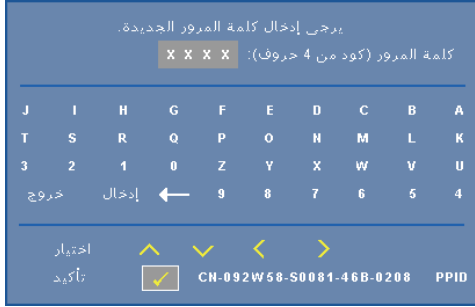 يرجى إدخال كلمة المرور الجديدة.
كلمة المرور (كود من 4 حروف): X X X X
A B C D E F G H I J
K L M N O P Q R S T
U V W X Y Z 0 1 2 3
4 5 6 7 8 9 ← إدخال خروج
اختيار
تأكيد ✓ CN-092W58-S0081-46B-0208 PPID